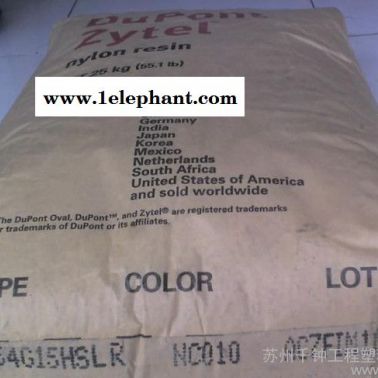 DuPont
Zytel
nylon resin
25 kg (55.1 lb)
www.1elephant.com
Germany
India
Japan
Korea
Mexico
Netherlands
South Africa
United States of America
and sold worldwide
The DuPont Oval, DuPont™, and Zytel® are registered trademarks
or trademarks of DuPont or its affiliates.
PE COLOR LOT
54G15HSLR NC010
苏州千钟工程塑